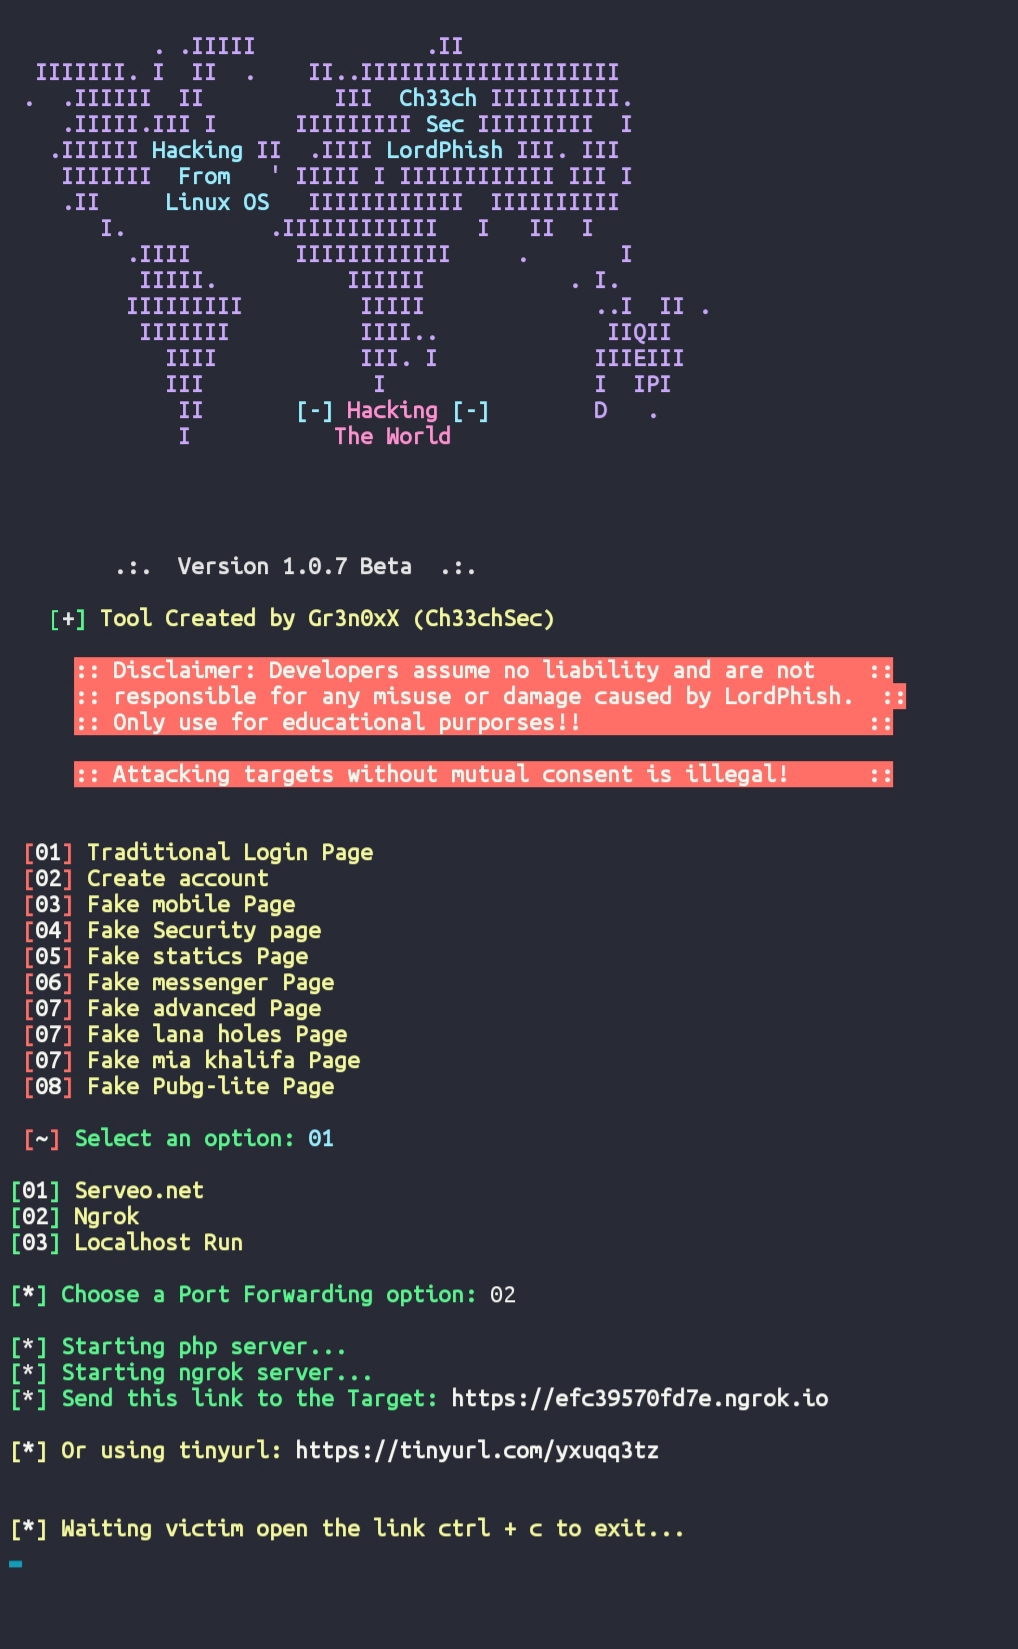 . .IIIII .II
IIIIIII. I II . II..IIIIIIIIIIIIIIIIIIII
. .IIIIII II III Ch33ch IIIIIIIIII.
.IIIII.III I IIIIIIIII Sec IIIIIIIII I
.IIIIII Hacking II .IIII LordPhish III. III
IIIIIII From ' IIIII I IIIIIIIIIIII III I
.II Linux OS IIIIIIIIIIII IIIIIIIIII
I. .IIIIIIIIIIII I II I
.IIII IIIIIIIIIIII . I
IIIII. IIIIII . I.
IIIIIIIII IIIII ..I II .
IIIIIII IIII.. IIQII
IIII III. I IIIEIII
III I I IPI
II [-] Hacking [-] D .
I The World
.:. Version 1.0.7 Beta .:.
[+] Tool Created by Gr3n0xX (Ch33chSec)
:: Disclaimer: Developers assume no liability and are not ::
:: responsible for any misuse or damage caused by LordPhish. ::
:: Only use for educational purporses!! ::
:: Attacking targets without mutual consent is illegal! ::
[01] Traditional Login Page
[02] Create account
[03] Fake mobile Page
[04] Fake Security page
[05] Fake statics Page
[06] Fake messenger Page
[07] Fake advanced Page
[07] Fake lana holes Page
[07] Fake mia khalifa Page
[08] Fake Pubg-lite Page
[~] Select an option: 01
[01] Serveo.net
[02] Ngrok
[03] Localhost Run
[*] Choose a Port Forwarding option: 02
[*] Starting php server...
[*] Starting ngrok server...
[*] Send this link to the Target: https://efc39570fd7e.ngrok.io
[*] Or using tinyurl: https://tinyurl.com/yxuqq3tz
[*] Waiting victim open the link ctrl + c to exit...